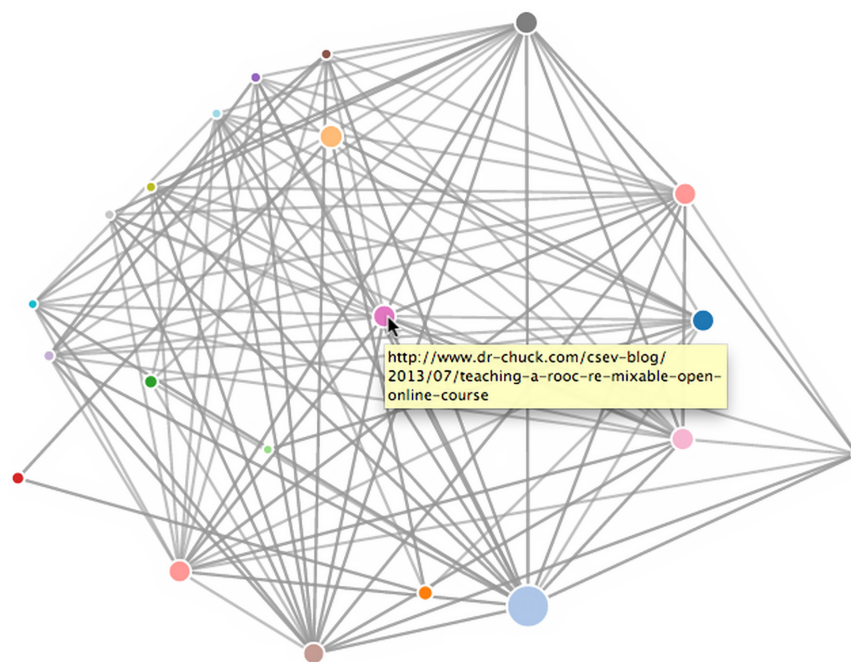 http://www.dr-chuck.com/csev-blog/
2013/07/teaching-a-rooc-re-mixable-open-
online-course